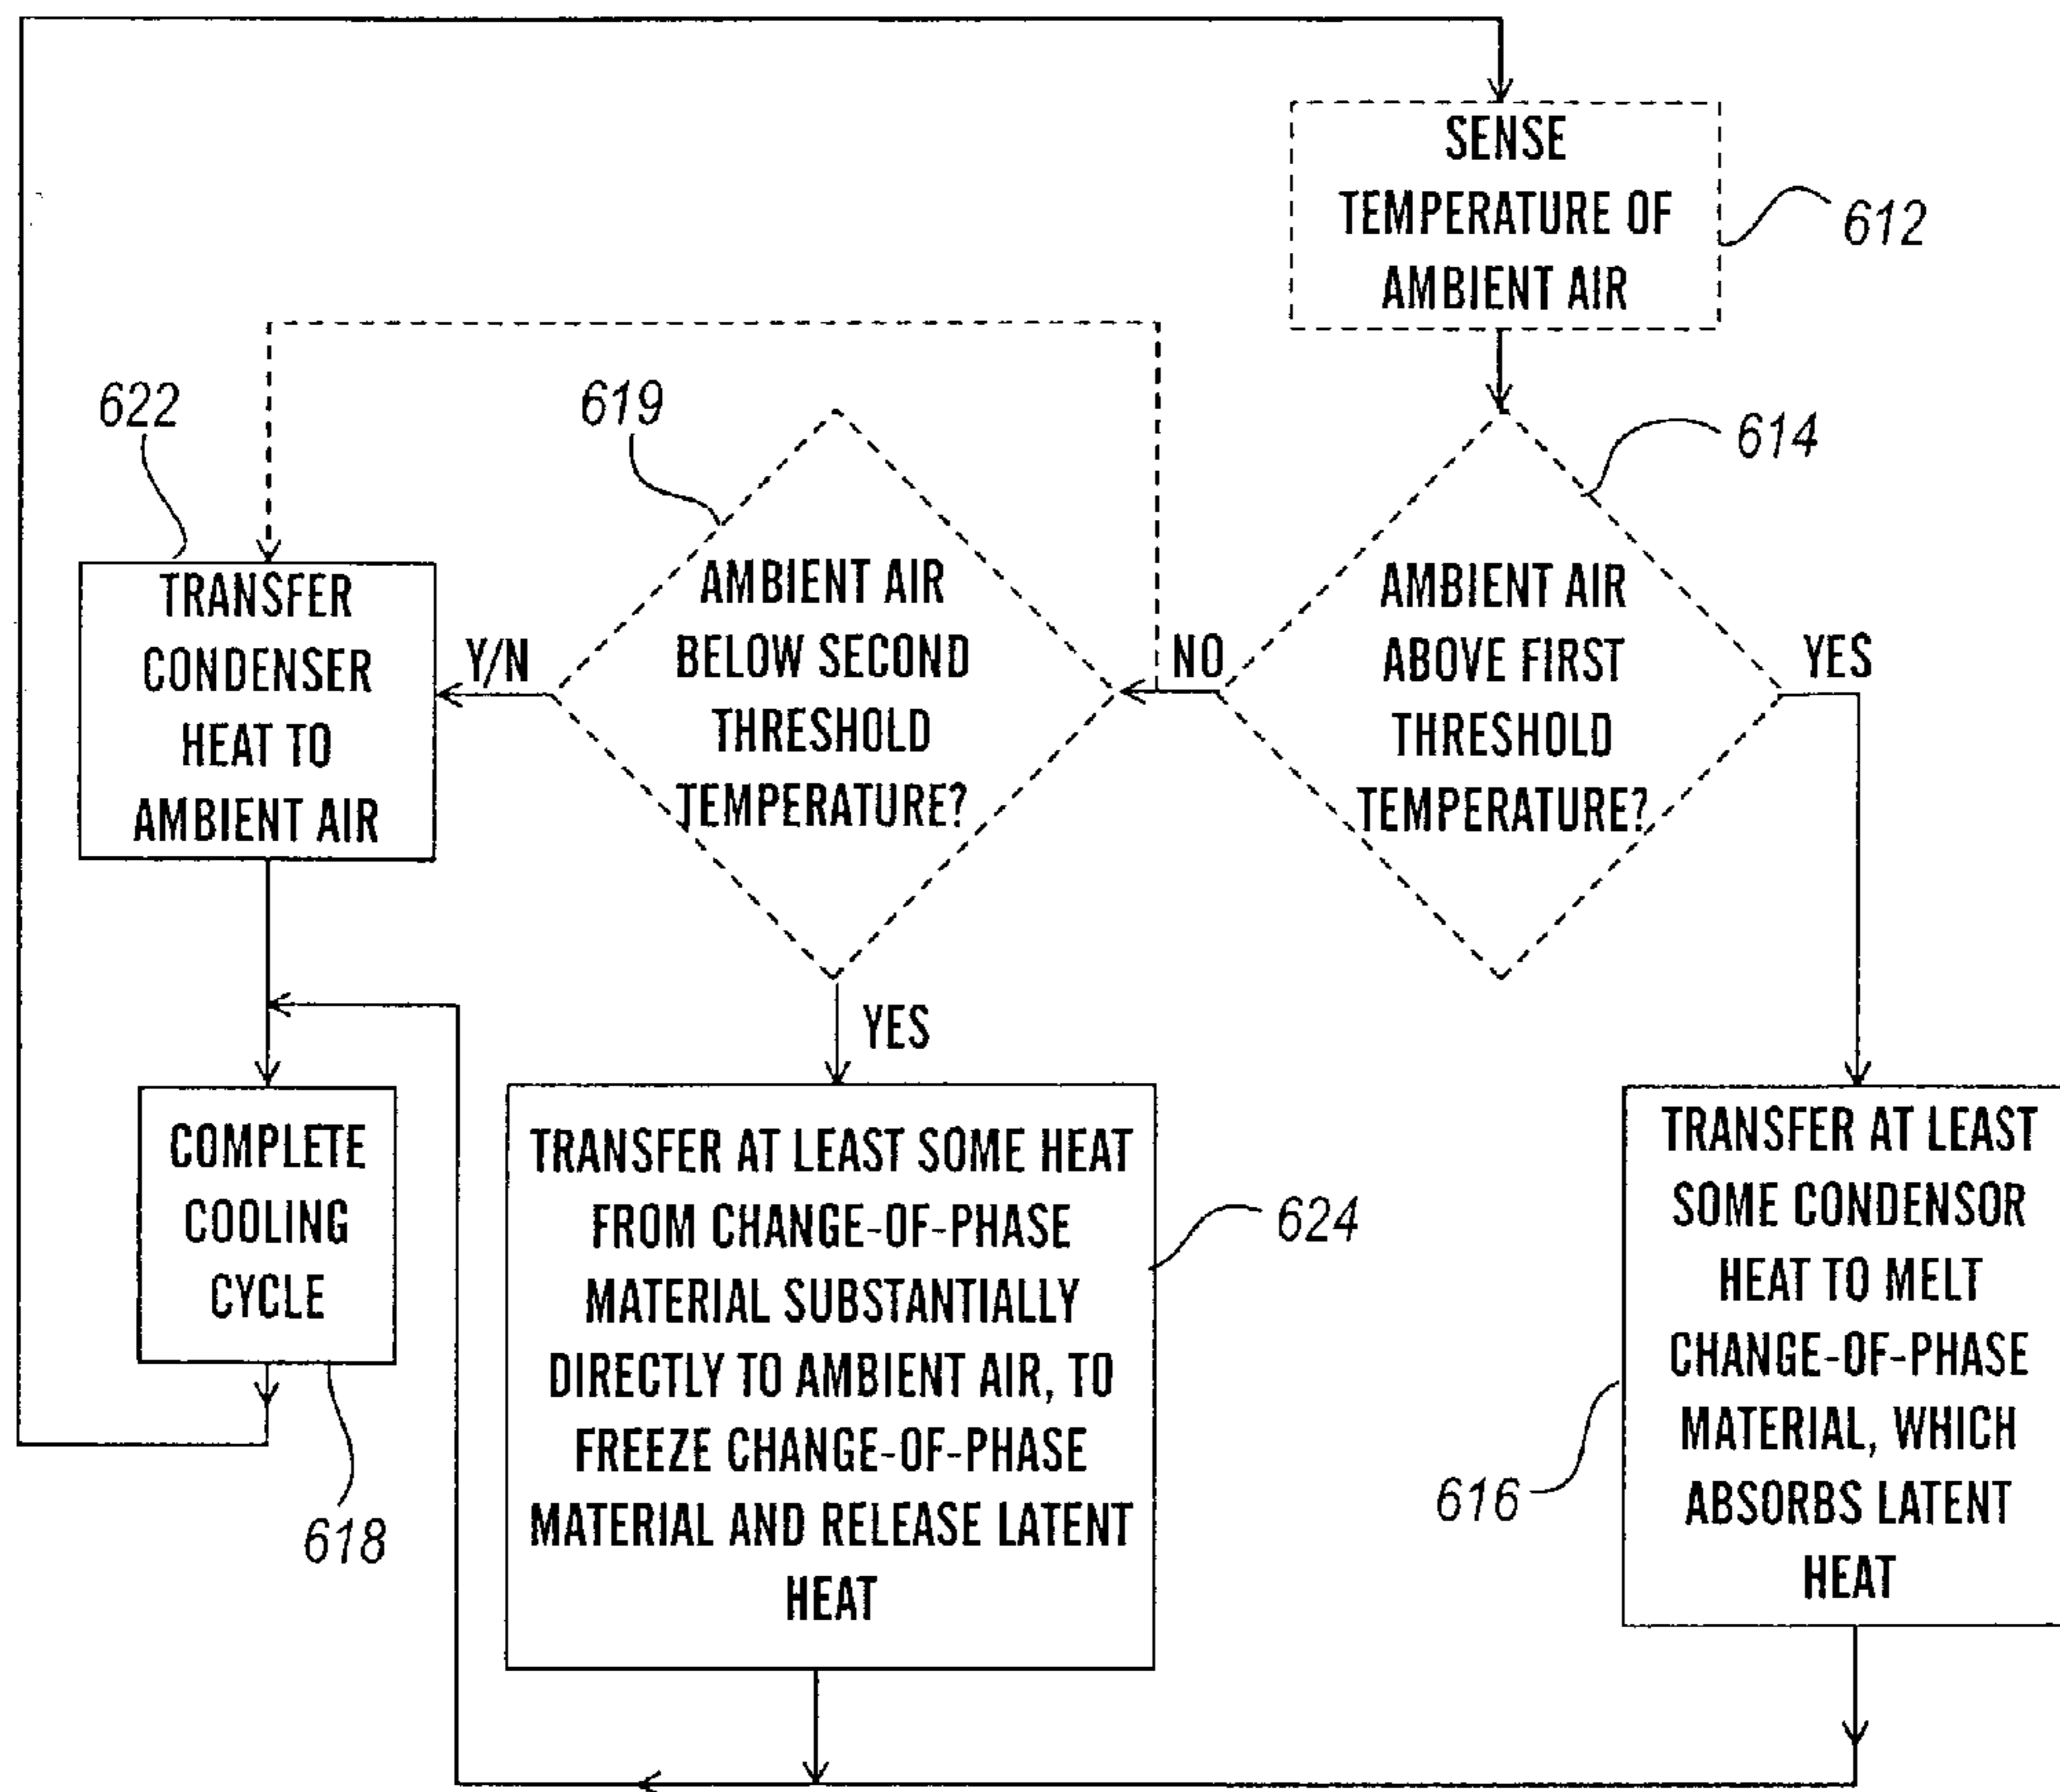 SENSE
TEMPERATURE OF
AMBIENT AIR
612
622
619
614
TRANSFER
CONDENSER
HEAT TO
AMBIENT AIR
Y/N
AMBIENT AIR
BELOW SECOND
THRESHOLD
TEMPERATURE?
NO
AMBIENT AIR
ABOVE FIRST
THRESHOLD
TEMPERATURE?
YES
YES
COMPLETE
COOLING
CYCLE
618
TRANSFER AT LEAST SOME HEAT
FROM CHANGE-OF-PHASE
MATERIAL SUBSTANTIALLY
DIRECTLY TO AMBIENT AIR, TO
FREEZE CHANGE-OF-PHASE
MATERIAL AND RELEASE LATENT
HEAT
624
TRANSFER AT LEAST
SOME CONDENSOR
HEAT TO MELT
CHANGE-OF-PHASE
MATERIAL, WHICH
ABSORBS LATENT
HEAT
616